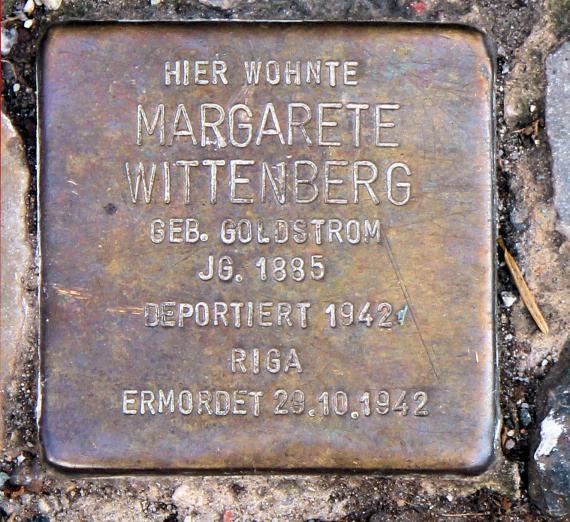 HIER WOHNTE
MARGARETE
WITTENBERG
GEB. GOLDSTROM
JG. 1885
DEPORTIERT 1942
RIGA
ERMORDET 29.10.1942